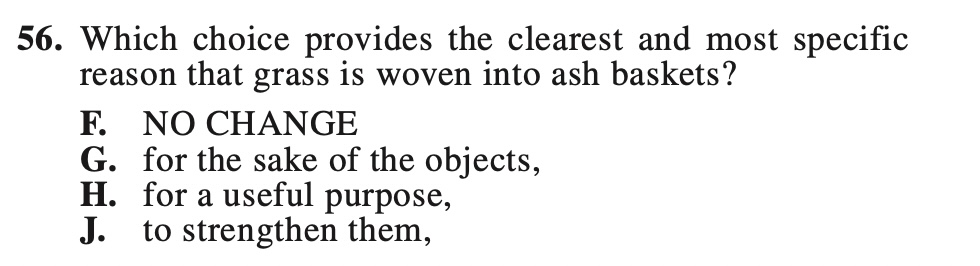 56. Which choice provides the clearest and most specific
reason that grass is woven into ash baskets?
F. NO CHANGE
G. for the sake of the objects,
H. for a useful purpose,
J. to strengthen them,